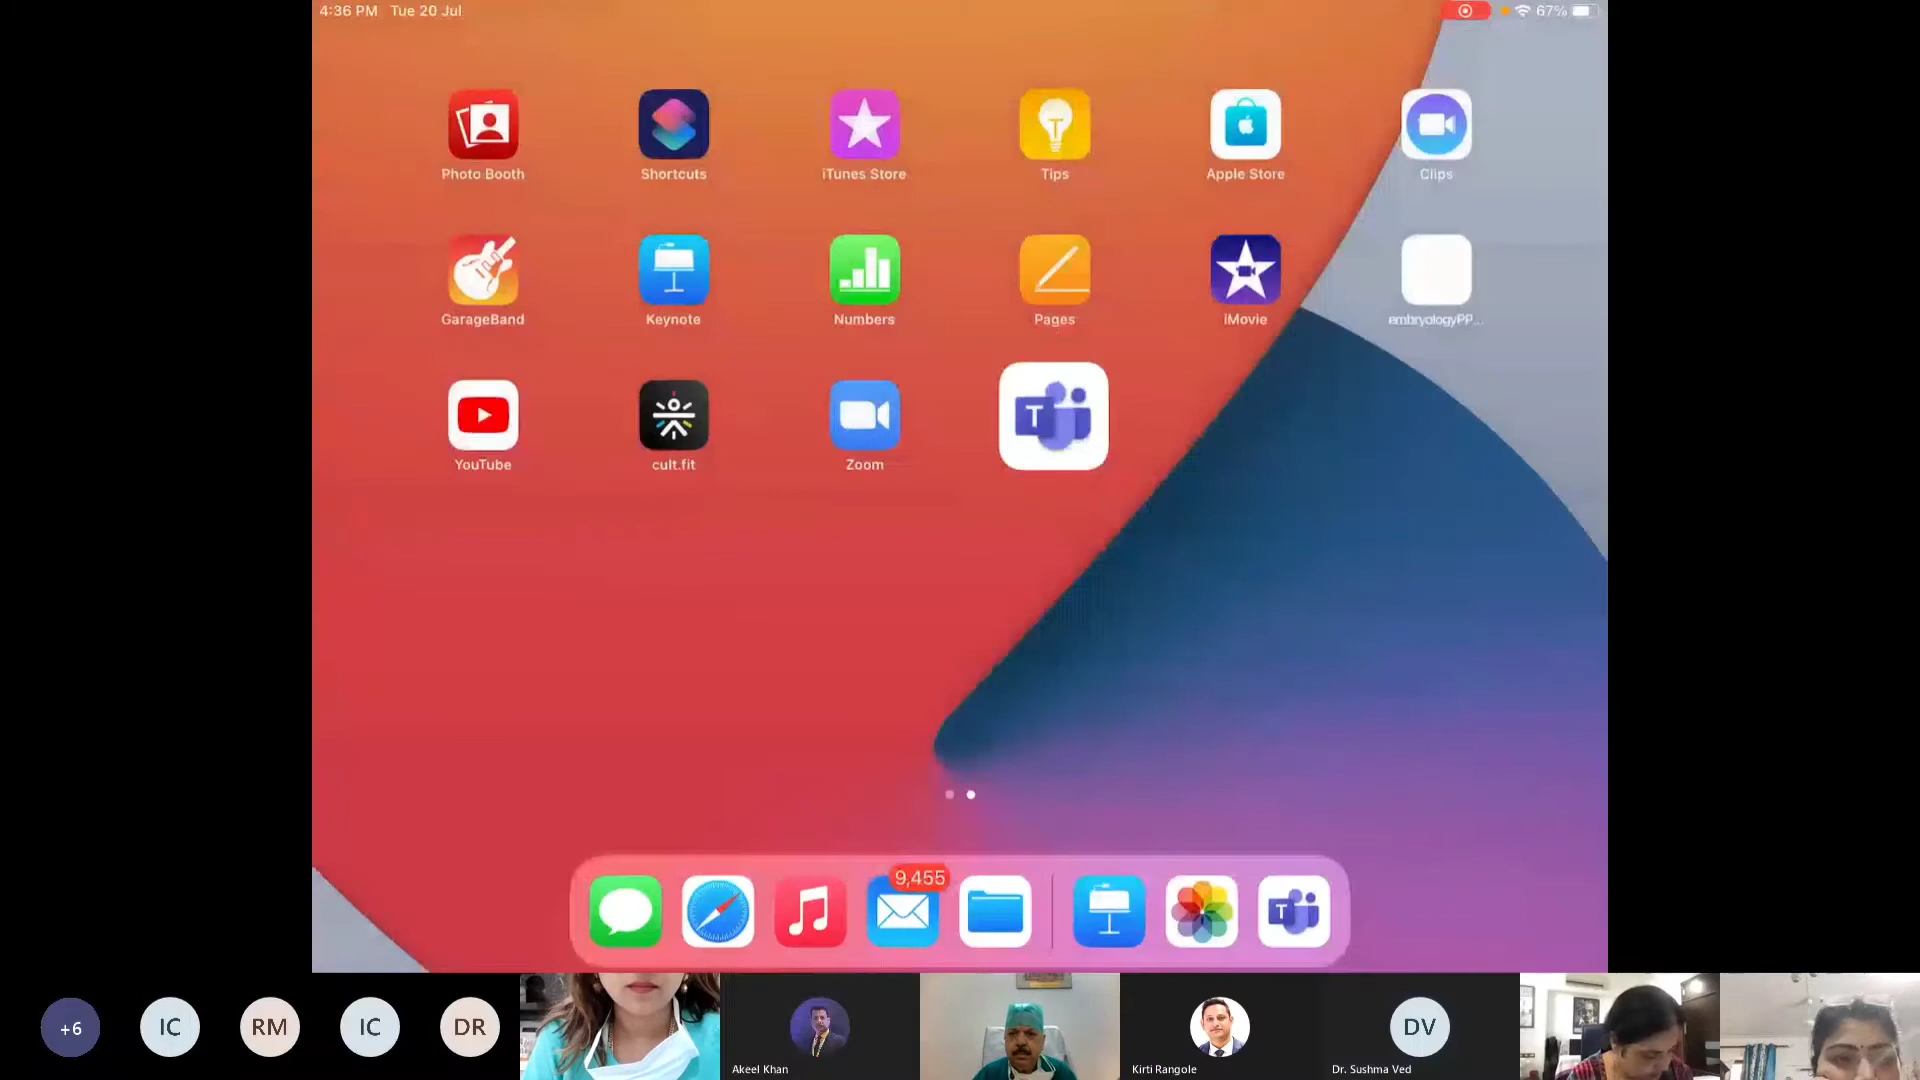 4:36 PM Tue 20 Jul
67%
Photo Booth
Shortcuts
iTunes Store
Tips
Apple Store
Clips
GarageBand
Keynote
Numbers
Pages
iMovie
embryologyPP...
YouTube
cult.fit
Zoom
T
9,455
T
+6
IC
RM
IC
DR
Akeel Khan
Kirti Rangole
DV
Dr. Sushma Ved